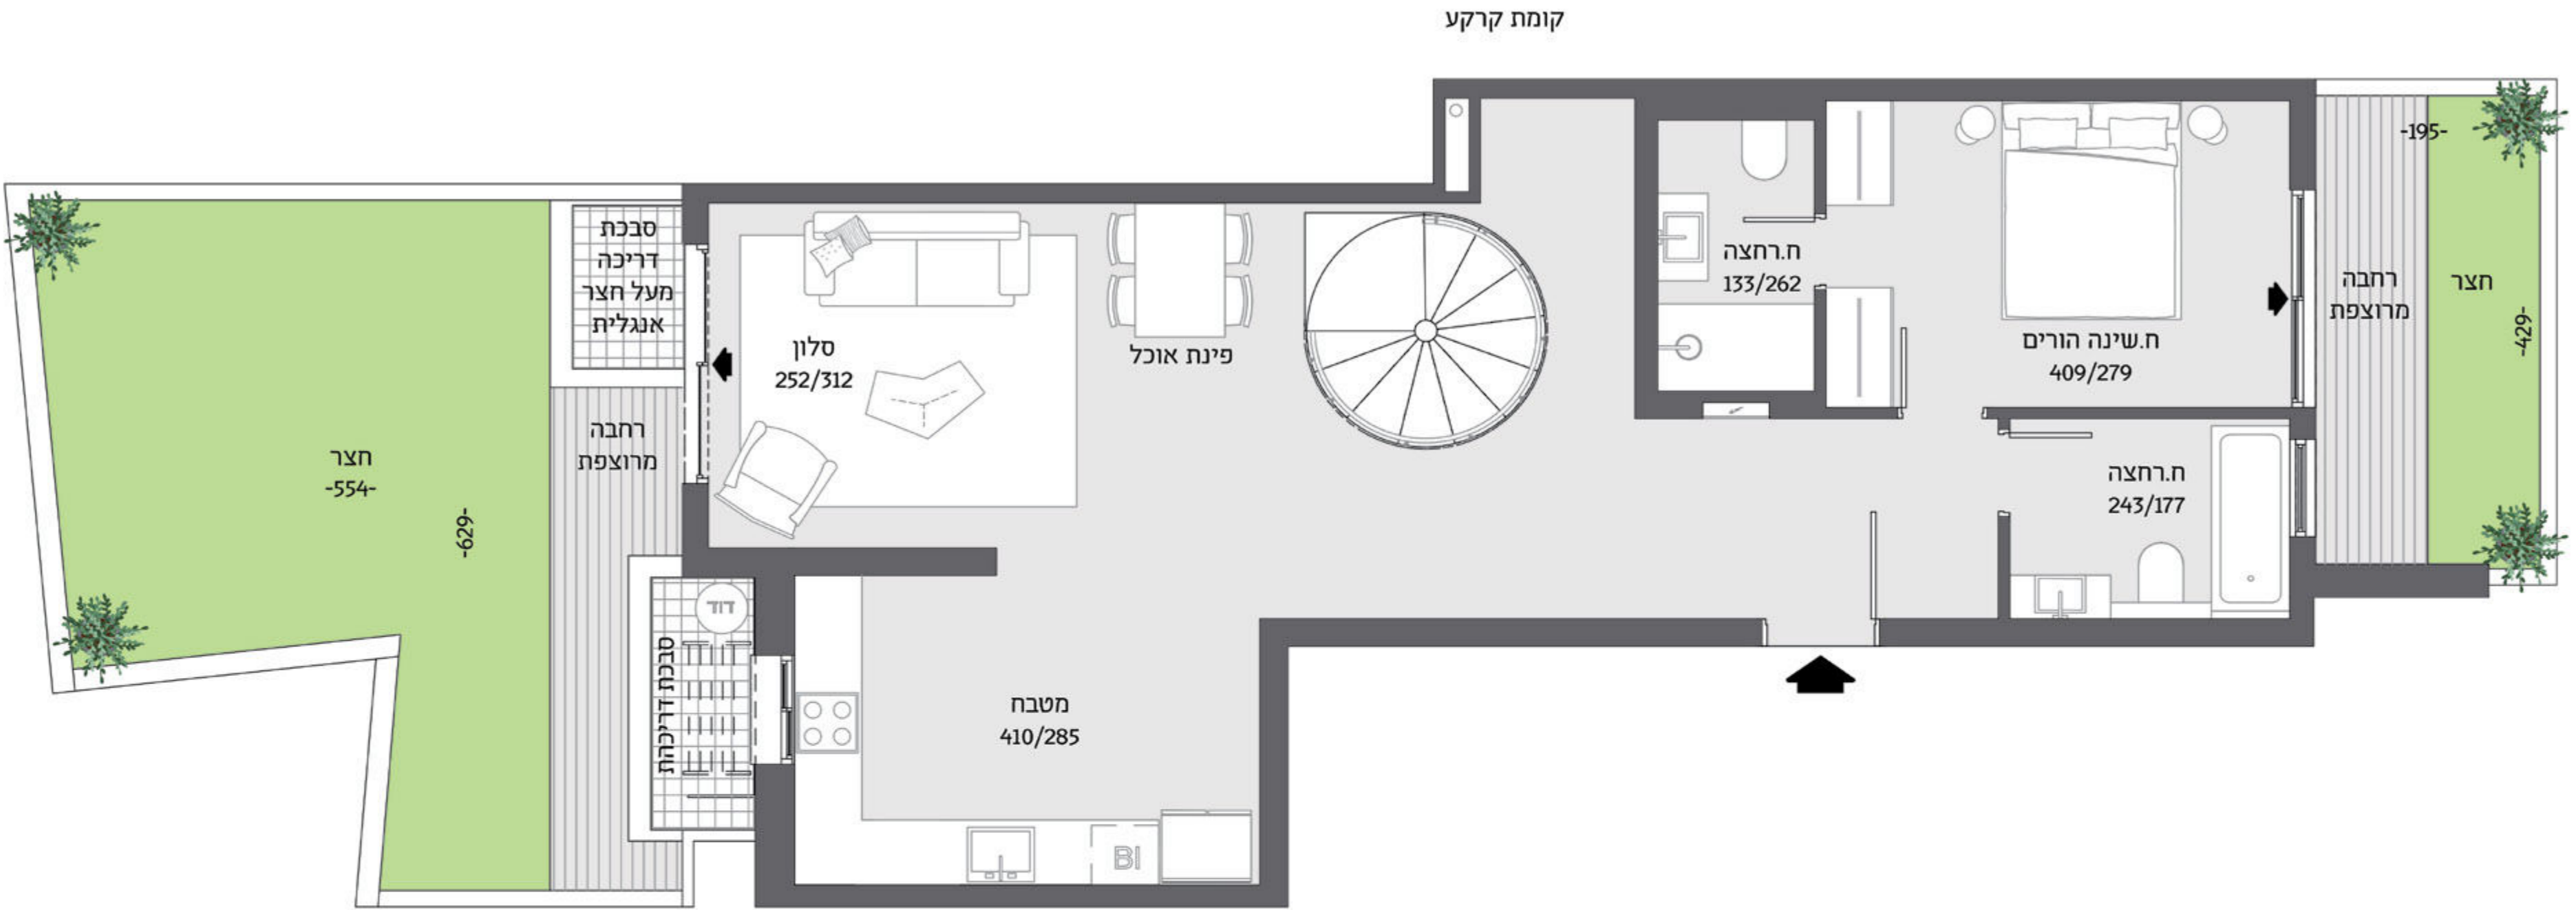 קומת קרקע
-195-
חצר
-429-
רחבה
מרוצפת
ח.שינה הורים
409/279
ח.רחצה
133/262
ח.רחצה
243/177
פינת אוכל
סלון
252/312
מטבח
410/285
BI
סבכת
דריכה
מעל חצר
אנגלית
רחבה
מרוצפת
דוד
סבכת דריכה
חצר
-554-
-629-